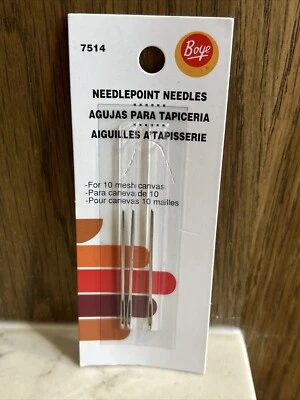 7514
Boye
NEEDLEPOINT NEEDLES
******
AGUJAS PARA TAPICERIA
******
AIGUILLES A'TAPISSERIE
-For 10 mesh canvas
-Para caneva de 10
-Pour canevas 10 mailles